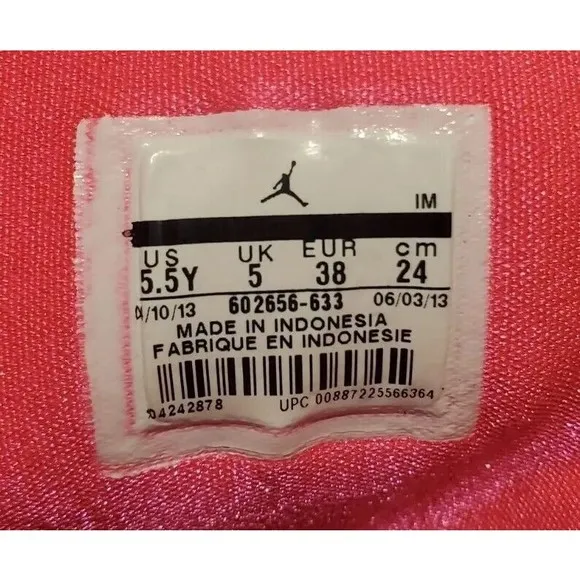 IM
US UK EUR cm
5.5Y 5 38 24
/10/13 602656-633 06/03/13
MADE IN INDONESIA
FABRIQUE EN INDONESIE
04242878 UPC 00887225566364